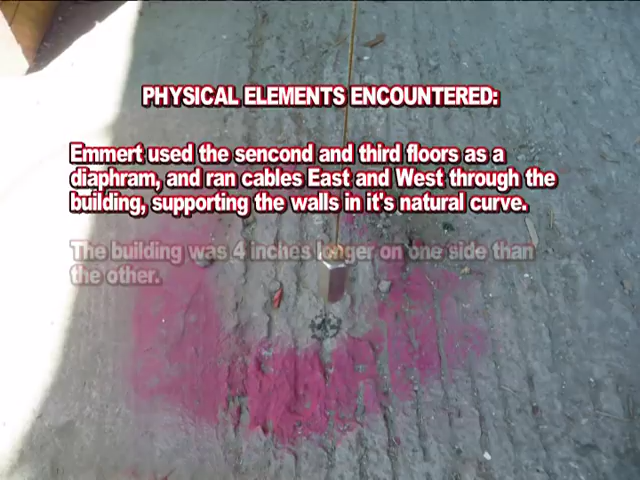 PHYSICAL ELEMENTS ENCOUNTERED:
Emmert used the sencond and third floors as a
diaphram, and ran cables East and West through the
building, supporting the walls in it's natural curve.
The building was 4 inches longer on one side than
the other.